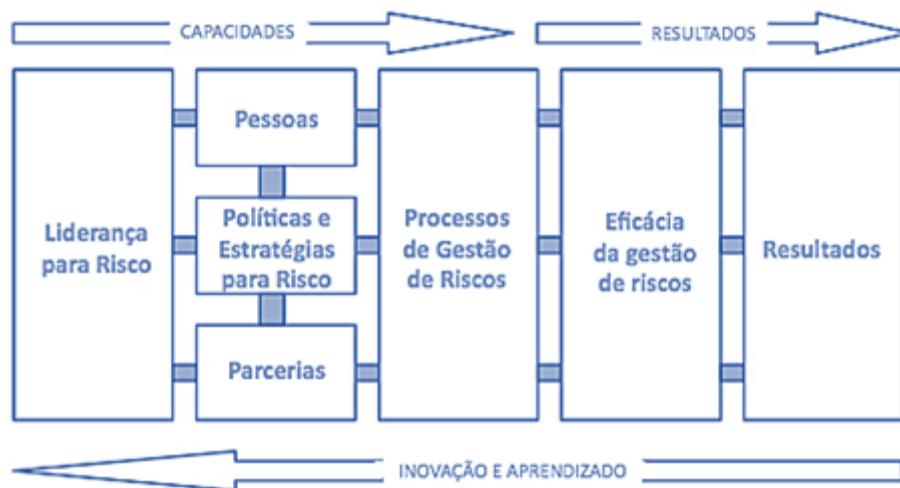 CAPACIDADES
RESULTADOS
Liderança
para Risco
Pessoas
Políticas e
Estratégias
para Risco
Parcerias
Processos
de Gestão
de Riscos
Eficácia
da gestão
de riscos
Resultados
INOVAÇÃO E APRENDIZADO